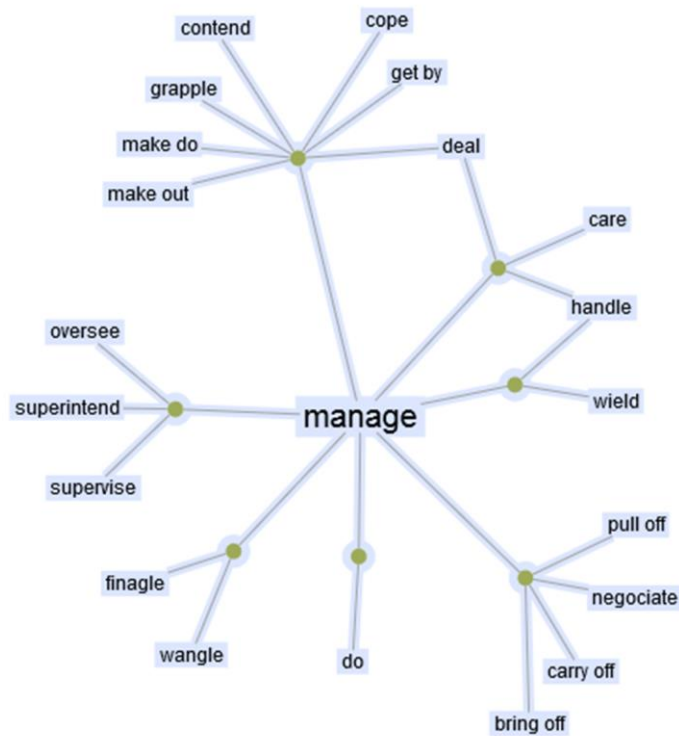 cope
contend
get by
grapple
make do
deal
make out
care
handle
oversee
wield
superintend
manage
supervise
pull off
finagle
negociate
wangle
do
carry off
bring off